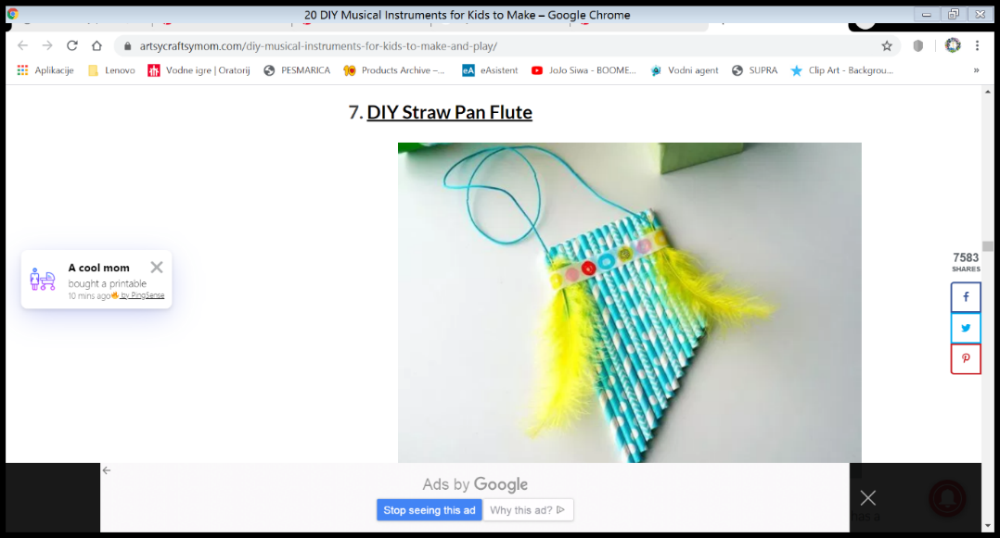 20 DIY Musical Instruments for Kids to Make – Google Chrome
artsycraftsymom.com/diy-musical-instruments-for-kids-to-make-and-play/
Aplikacije Lenovo Vodne igre | Oratorij PESMARICA Products Archive –... eA eAsistent JoJo Siwa - BOOME... Vodni agent SUPRA Clip Art - Backgrou... »
7. DIY Straw Pan Flute
A cool mom
bought a printable
10 mins ago by PingSense
7583
SHARES
Ads by Google
Stop seeing this ad Why this ad?
has a